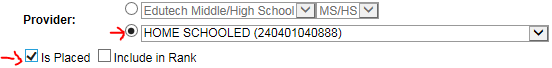 Provider: Edutech Middle/High School MS/HS
HOME SCHOOLED (240401040888)
Is Placed Include in Rank